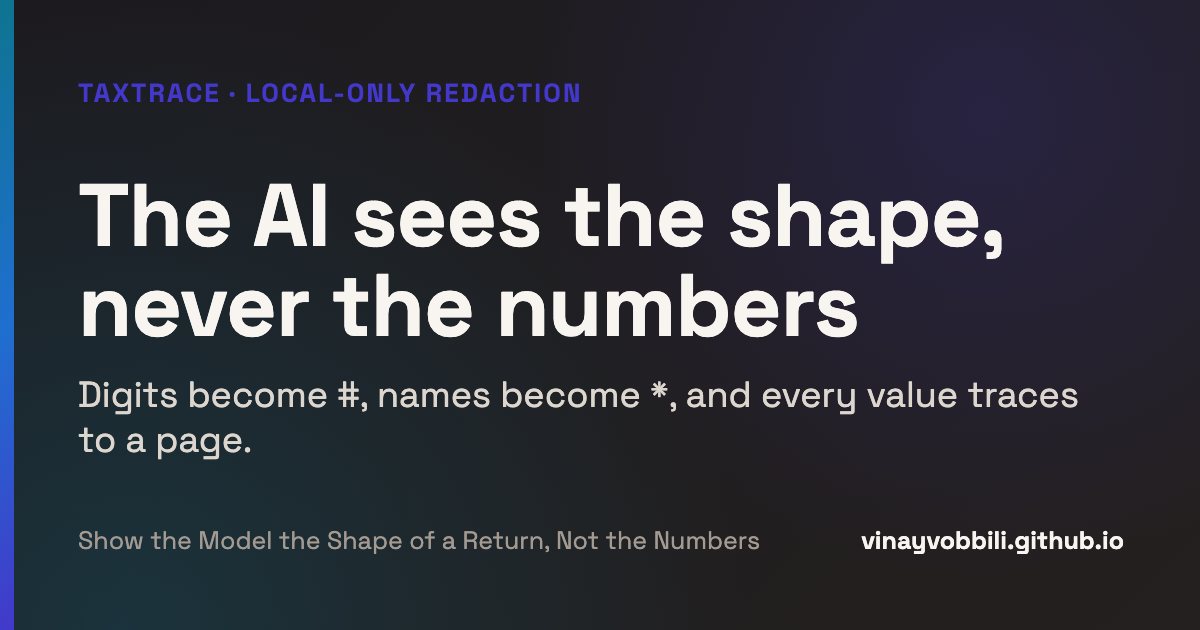 TAXTRACE · LOCAL-ONLY REDACTION
The AI sees the shape,
never the numbers
Digits become #, names become *, and every value traces
to a page.
Show the Model the Shape of a Return, Not the Numbers
vinayvobbili.github.io